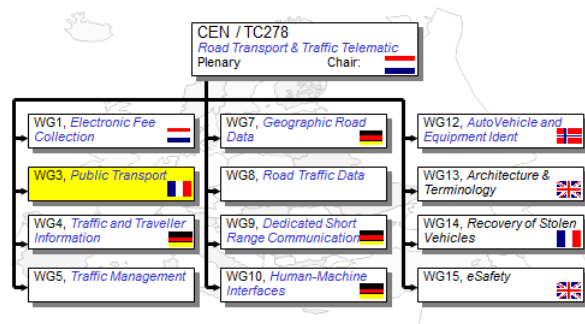 CEN / TC278
Road Transport & Traffic Telematic
Plenary Chair:
WG1, Electronic Fee
Collection
WG3, Public Transport
WG4, Traffic and Traveller
Information
WG5, Traffic Management
WG7, Geographic Road
Data
WG8, Road Traffic Data
WG9, Dedicated Short
Range Communication
WG10, Human-Machine
Interfaces
WG12, AutoVehicle and
Equipment Ident
WG13, Architecture &
Terminology
WG14, Recovery of Stolen
Vehicles
WG15, eSafety